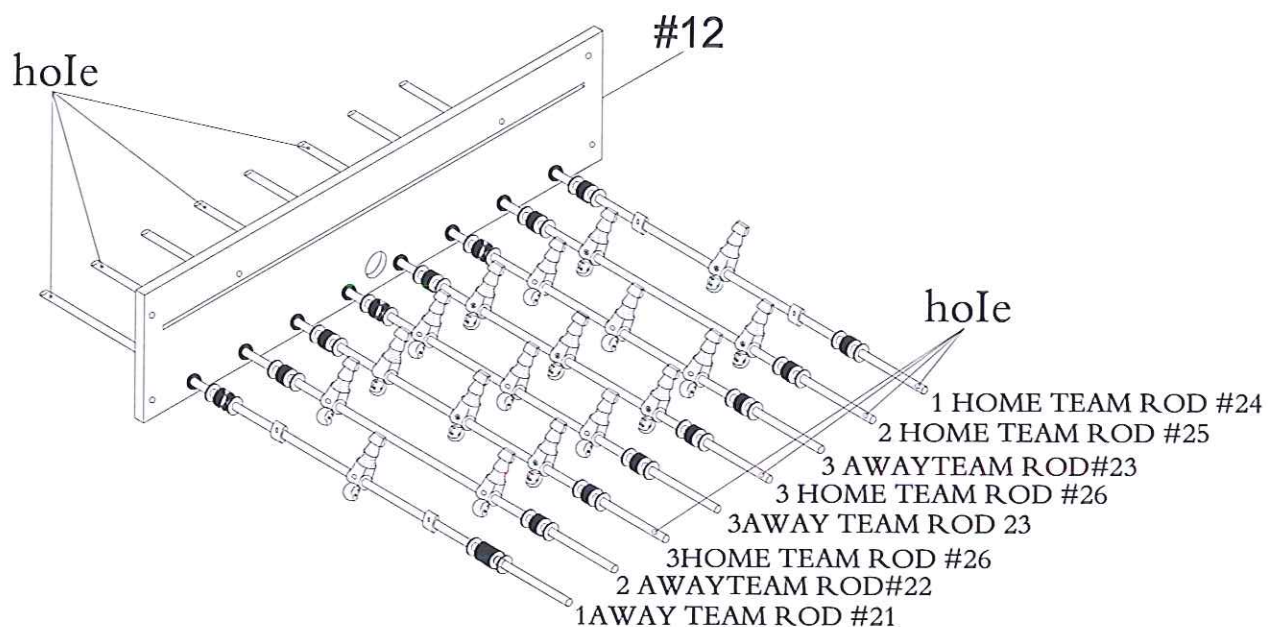 #12
hoIe
hoIe
1 HOME TEAM ROD #24
2 HOME TEAM ROD #25
3 AWAYTEAM ROD#23
3 HOME TEAM ROD #26
3AWAY TEAM ROD 23
3HOME TEAM ROD #26
2 AWAYTEAM ROD#22
1AWAY TEAM ROD #21